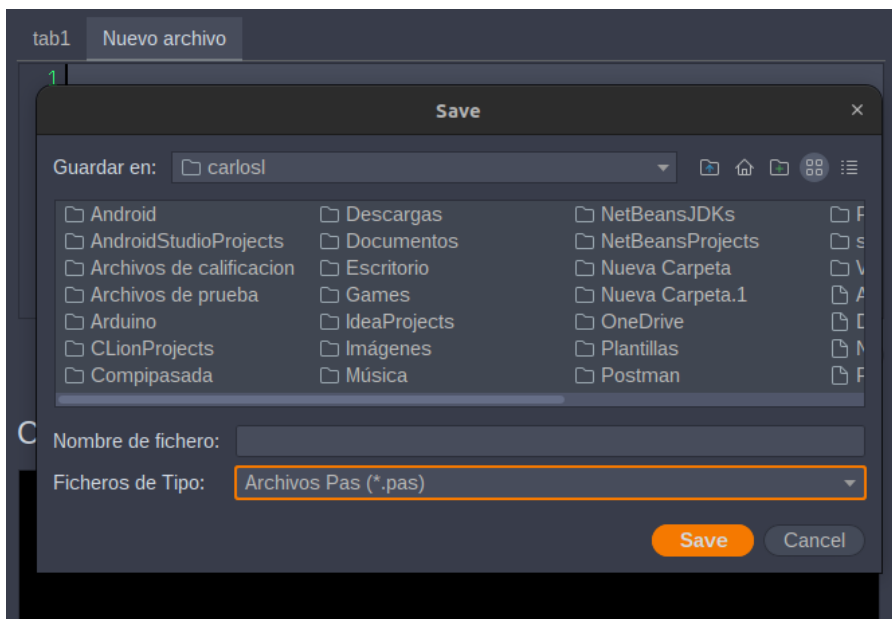 tab1 Nuevo archivo
1
Save
Guardar en: carlosl
Android Descargas NetBeansJDKs
AndroidStudioProjects Documentos NetBeansProjects
Archivos de calificacion Escritorio Nueva Carpeta
Archivos de prueba Games Nueva Carpeta.1
Arduino IdeaProjects OneDrive
CLionProjects Imágenes Plantillas
Compipasada Música Postman
Nombre de fichero:
Ficheros de Tipo: Archivos Pas (*.pas)
Save Cancel